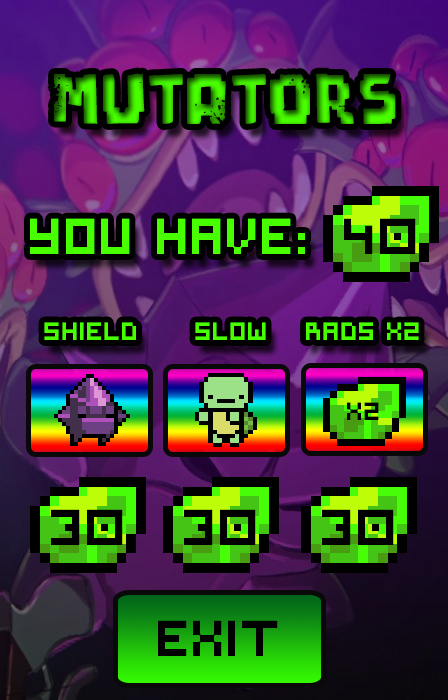 MUTATORS
YOU HAVE: 40
SHIELD SLOW RADS X2
X2
30 30 30
EXIT